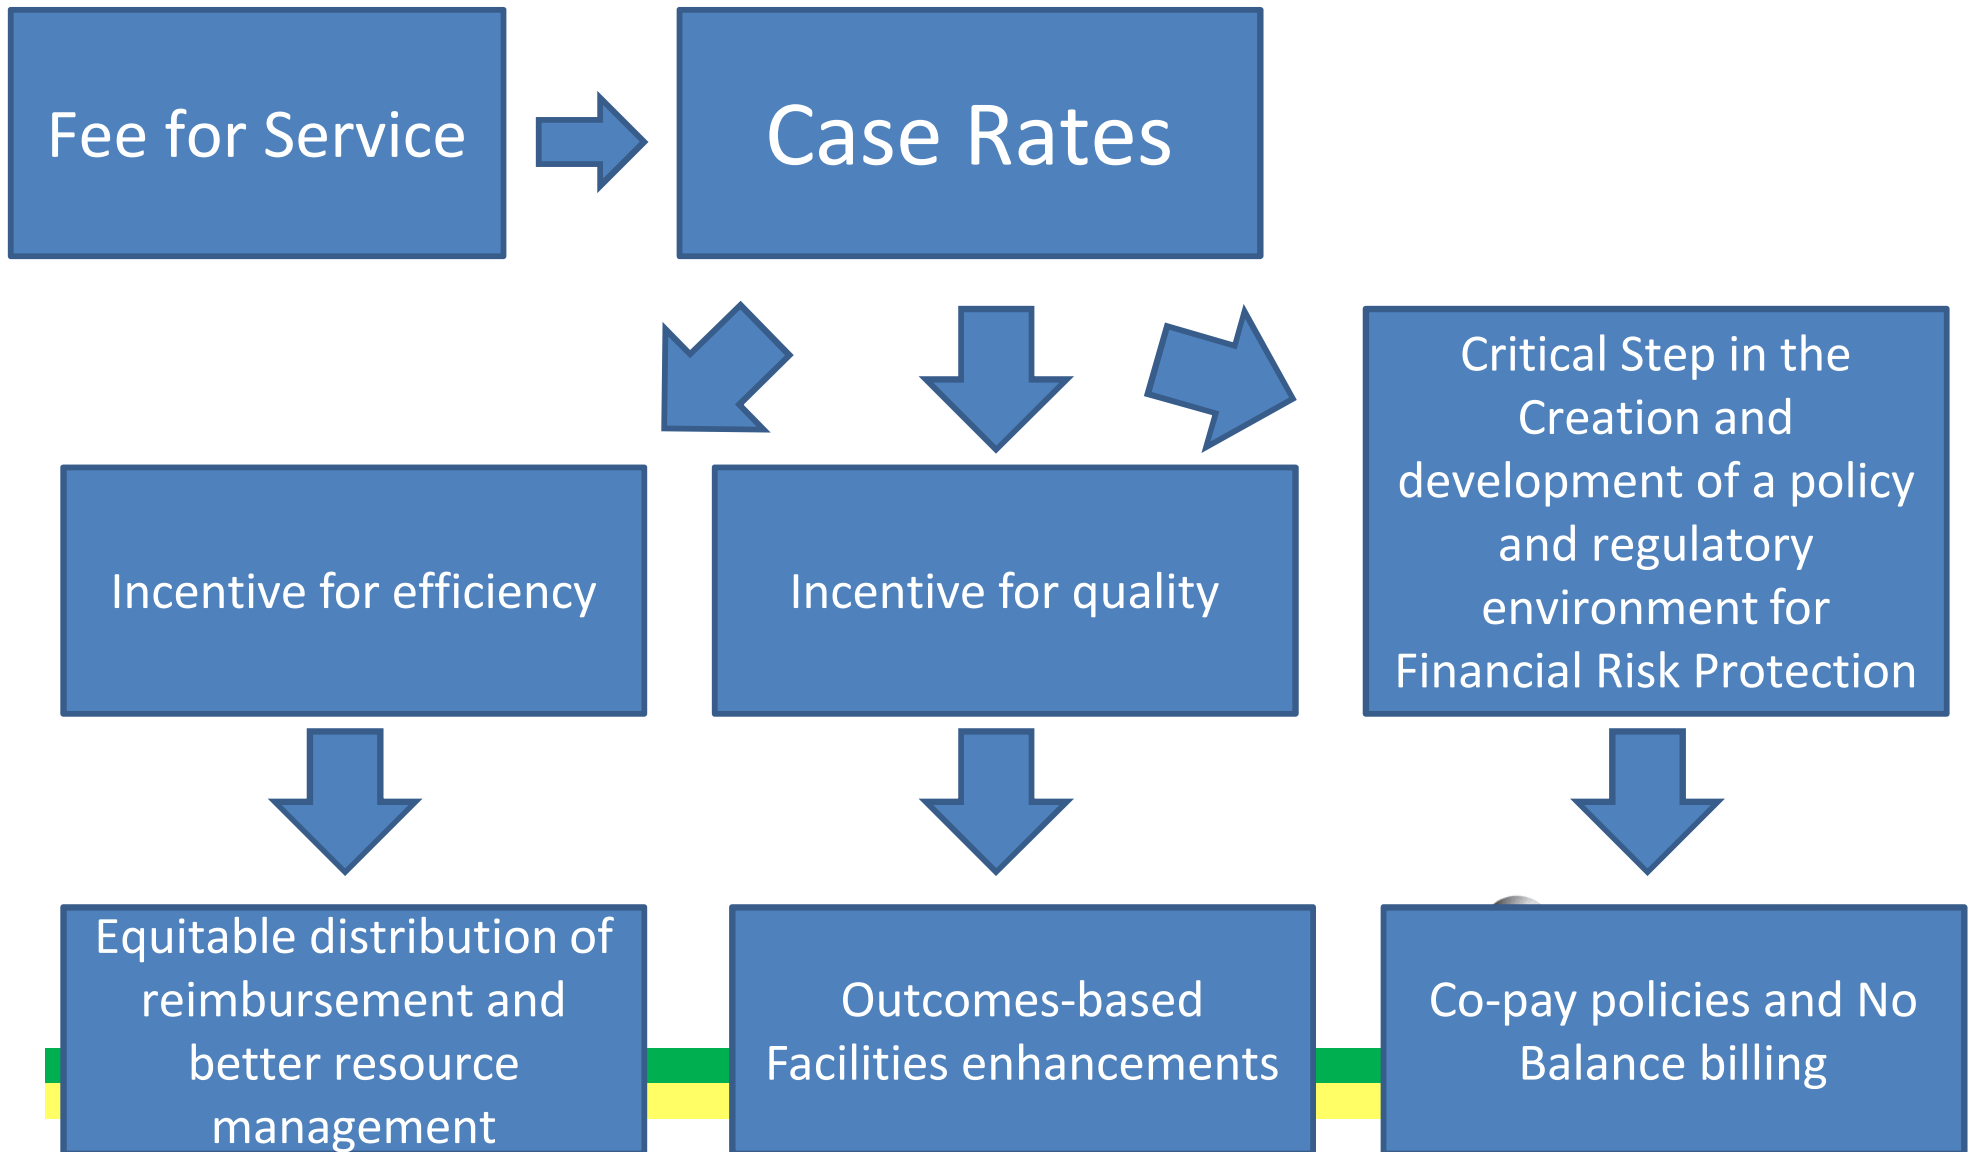 Fee for Service
Case Rates
Critical Step in the
Creation and
development of a policy
and regulatory
environment for
Financial Risk Protection
Incentive for efficiency
Incentive for quality
Equitable distribution of
reimbursement and
better resource
management
Outcomes-based
Facilities enhancements
Co-pay policies and No
Balance billing